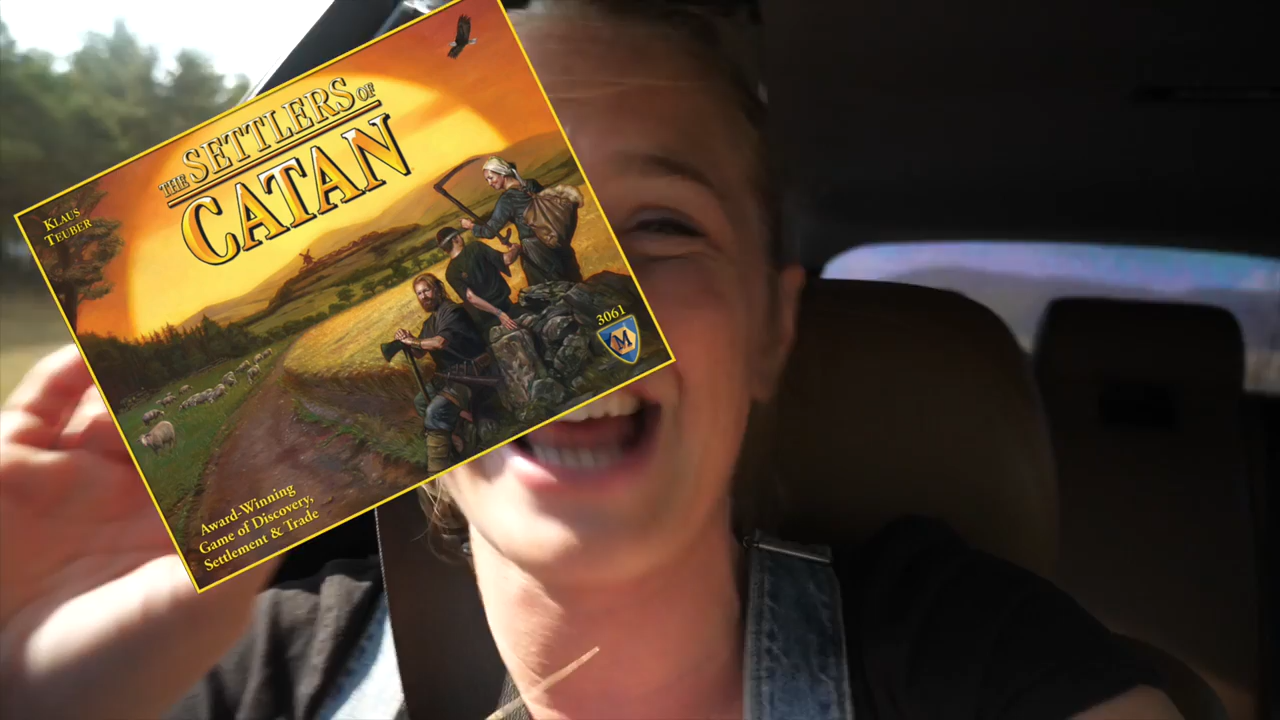 THE SETTLERS OF
CATAN
KLAUS
TEUBER
3061
M
Award-Winning
Game of Discovery,
Settlement & Trade